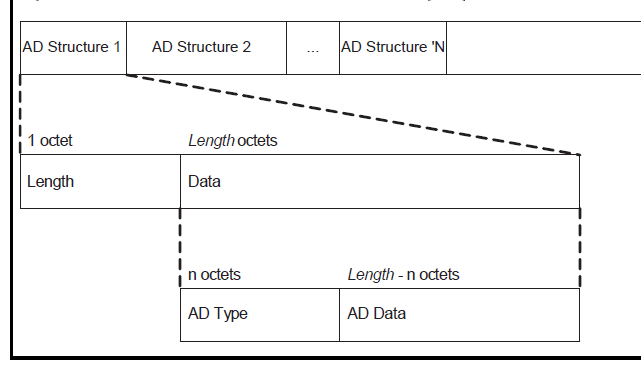 AD Structure 1 AD Structure 2 ... AD Structure 'N
1 octet Length octets
Length Data
n octets Length - n octets
AD Type AD Data